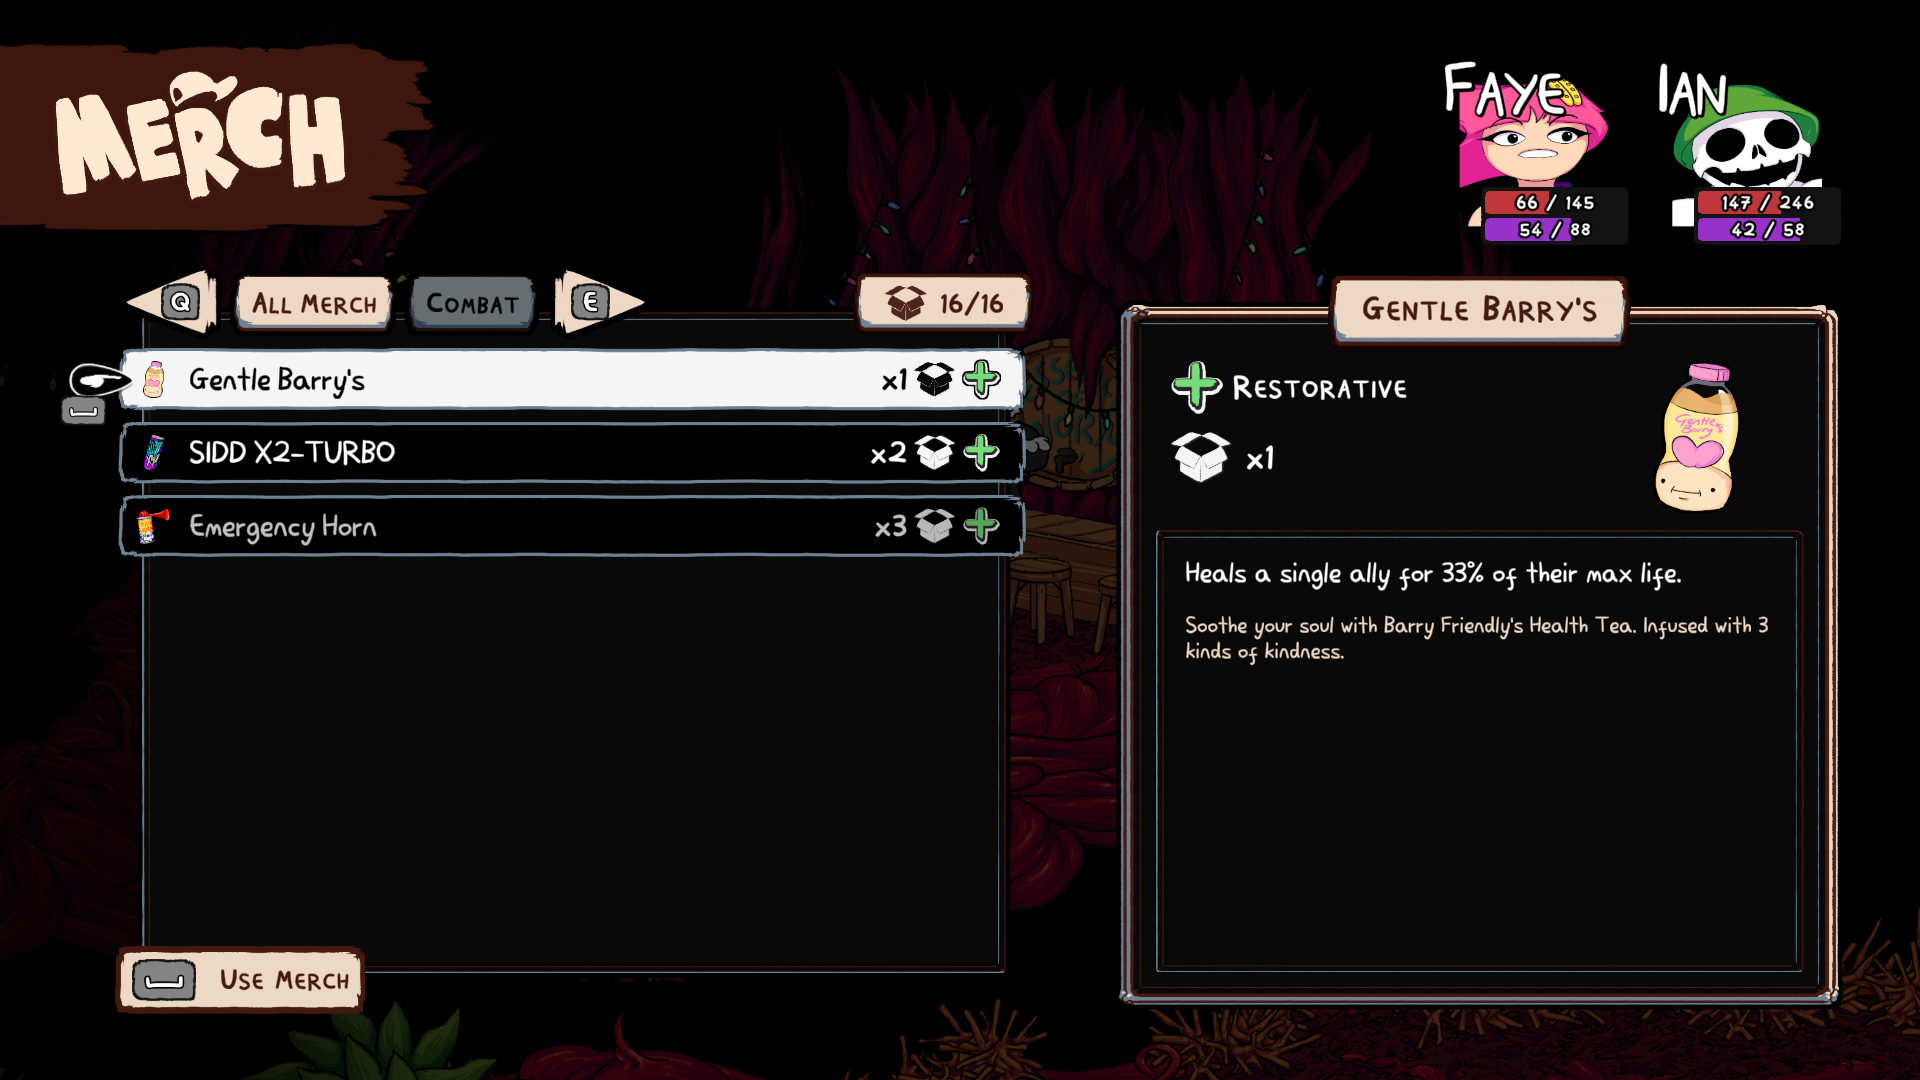 MERCH
FAYE
IAN
66 / 145
147 / 246
54 / 88
42 / 58
Q
ALL MERCH
COMBAT
E
16/16
GENTLE BARRY'S
Gentle Barry's
x1
RESTORATIVE
Gentle Barry's
SIDD X2-TURBO
x2
x1
Emergency Horn
x3
Heals a single ally for 33% of their max life.
Soothe your soul with Barry Friendly's Health Tea. Infused with 3
kinds of kindness.
USE MERCH